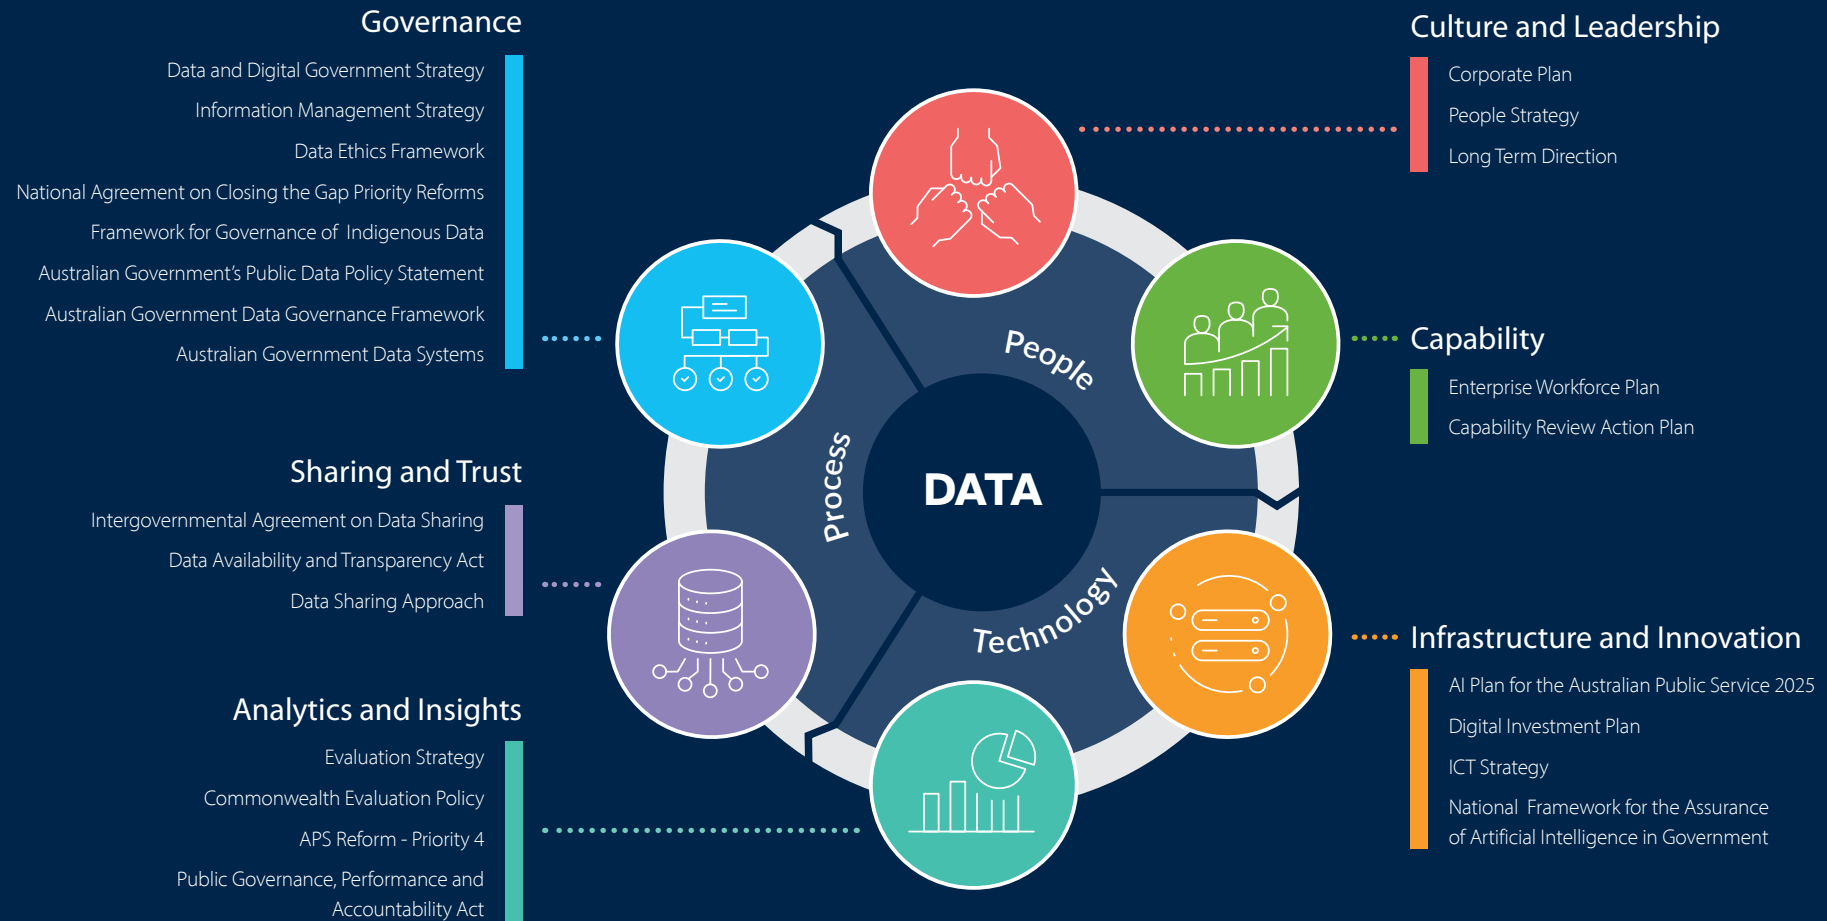 Governance
Data and Digital Government Strategy
Information Management Strategy
Data Ethics Framework
National Agreement on Closing the Gap Priority Reforms
Framework for Governance of Indigenous Data
Australian Government’s Public Data Policy Statement
Australian Government Data Governance Framework
Australian Government Data Systems
Sharing and Trust
Intergovernmental Agreement on Data Sharing
Data Availability and Transparency Act
Data Sharing Approach
Analytics and Insights
Evaluation Strategy
Commonwealth Evaluation Policy
APS Reform - Priority 4
Public Governance, Performance and
Accountability Act
People
Process
DATA
Technology
Culture and Leadership
Corporate Plan
People Strategy
Long Term Direction
Capability
Enterprise Workforce Plan
Capability Review Action Plan
Infrastructure and Innovation
AI Plan for the Australian Public Service 2025
Digital Investment Plan
ICT Strategy
National Framework for the Assurance
of Artificial Intelligence in Government